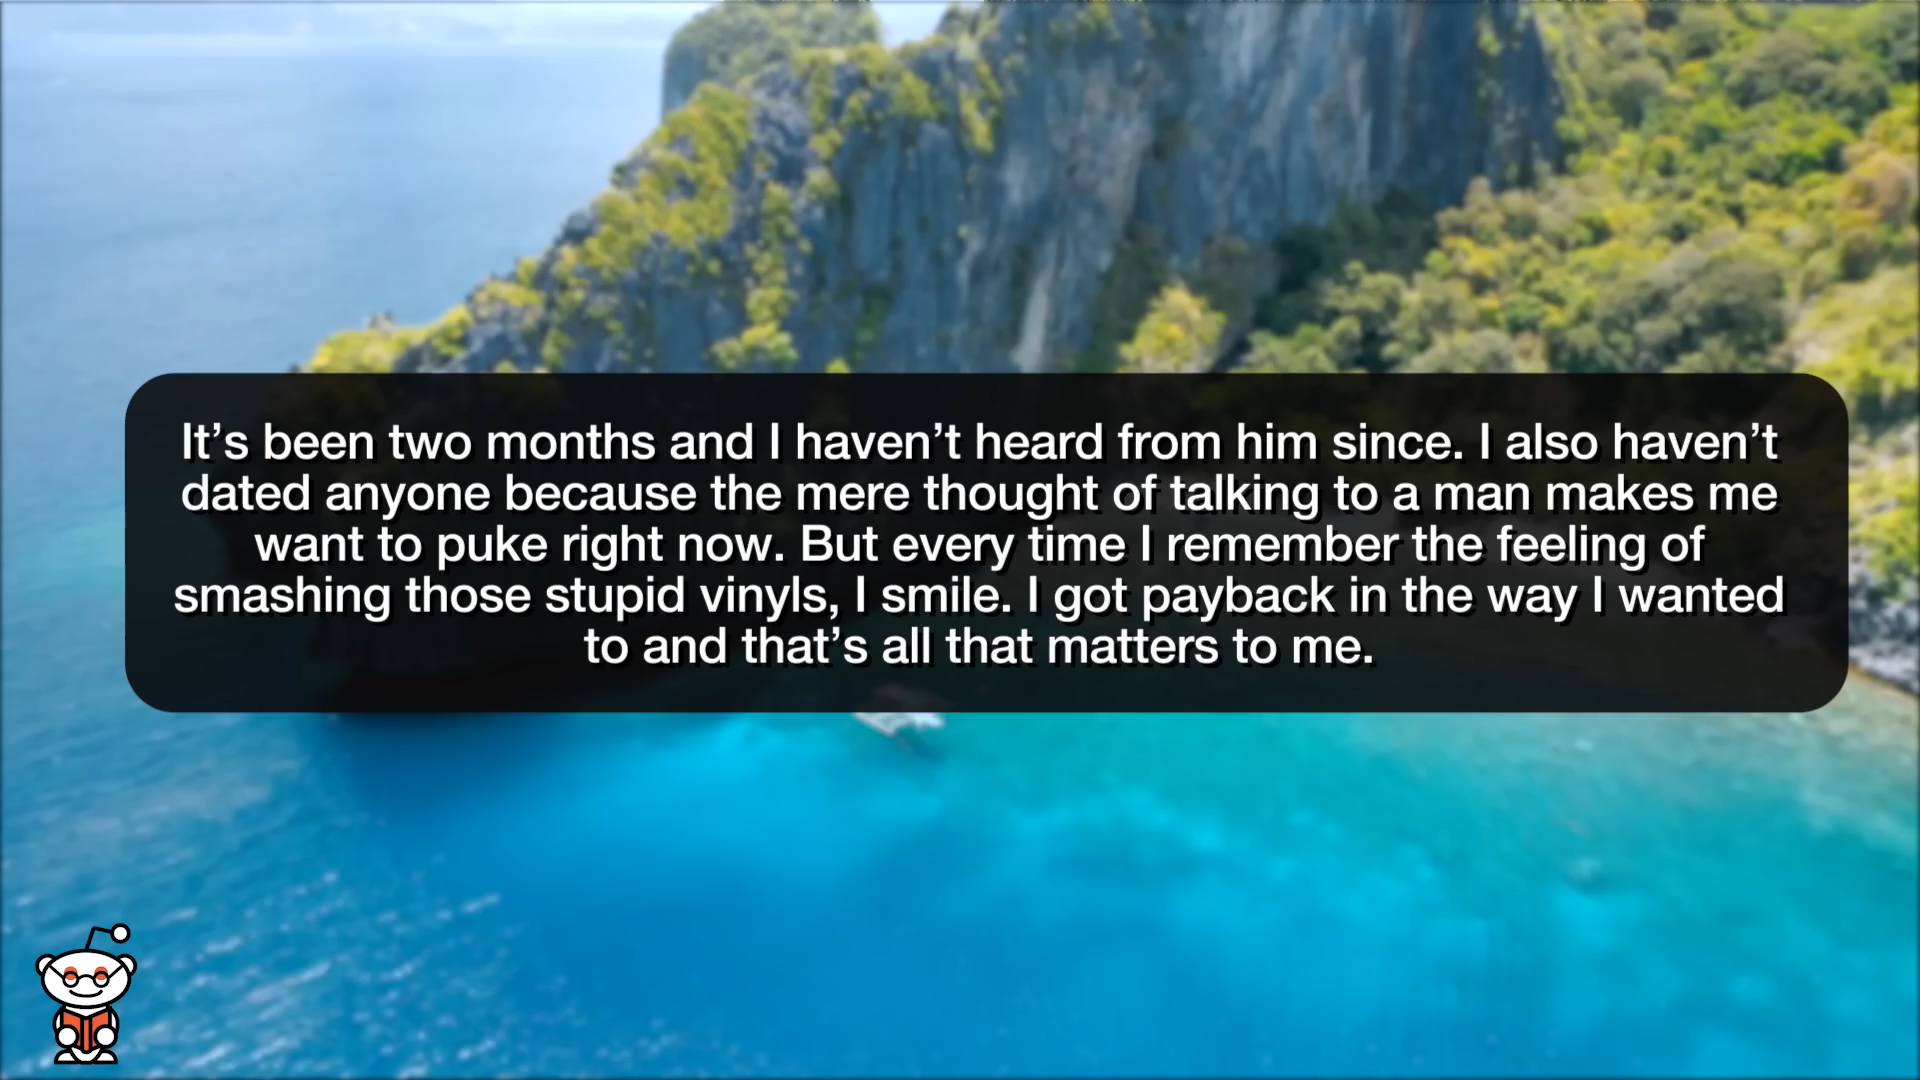 It’s been two months and I haven’t heard from him since. I also haven’t
dated anyone because the mere thought of talking to a man makes me
want to puke right now. But every time I remember the feeling of
smashing those stupid vinyls, I smile. I got payback in the way I wanted
to and that’s all that matters to me.